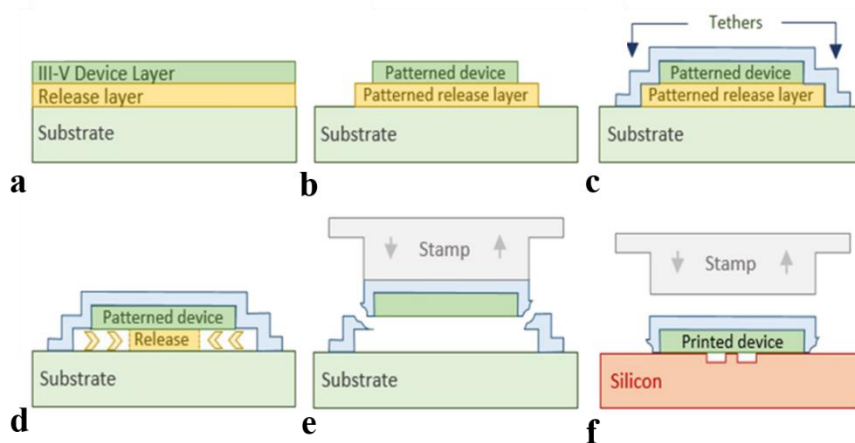 III-V Device Layer
Release layer
Substrate
a
Patterned device
Patterned release layer
Substrate
b
Tethers
Patterned device
Patterned release layer
Substrate
c
Patterned device
Release
Substrate
d
Stamp
Substrate
e
Stamp
Printed device
Silicon
f